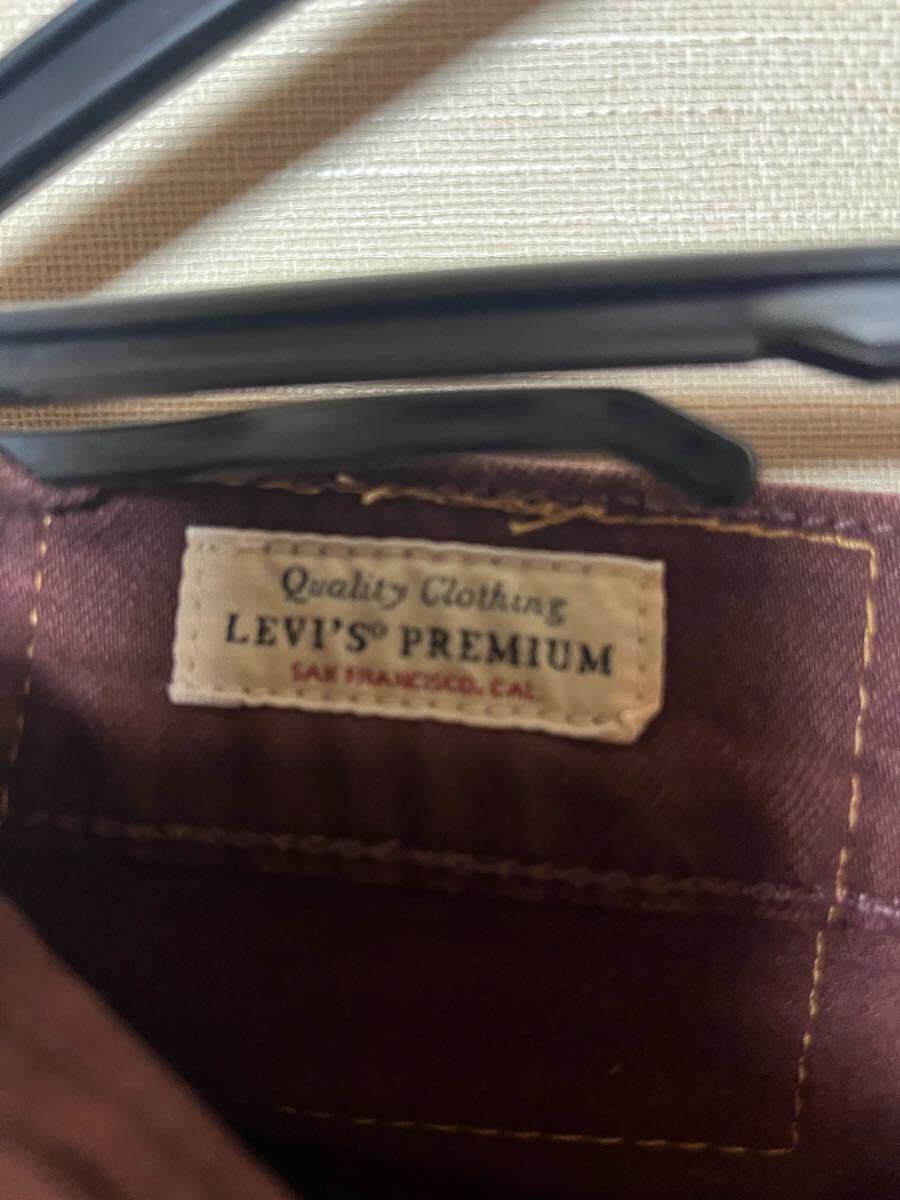 Quality Clothing
LEVI'S® PREMIUM
SAN FRANCISCO, CAL